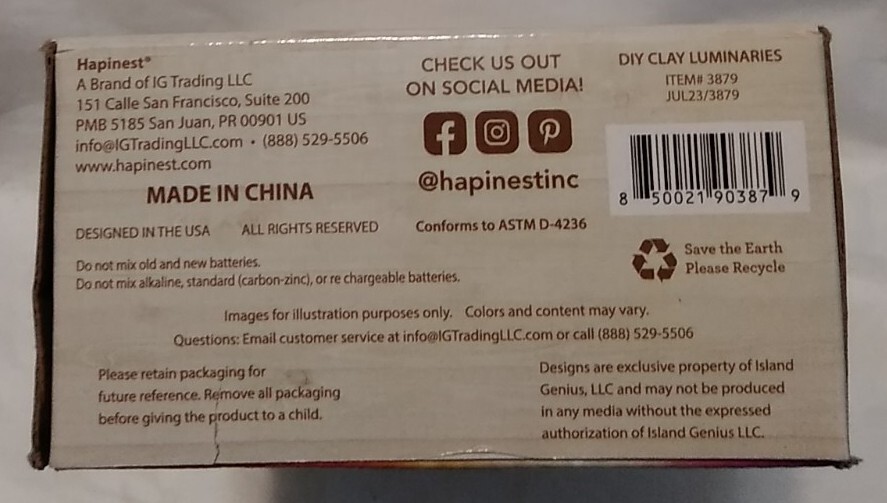 Hapinest®
A Brand of IG Trading LLC
151 Calle San Francisco, Suite 200
PMB 5185 San Juan, PR 00901 US
info@IGTradingLLC.com • (888) 529-5506
www.hapinest.com
MADE IN CHINA
DESIGNED IN THE USA ALL RIGHTS RESERVED
CHECK US OUT
ON SOCIAL MEDIA!
@hapinestinc
Conforms to ASTM D-4236
DIY CLAY LUMINARIES
ITEM# 3879
JUL23/3879
8 50021 90387 9
Save the Earth
Please Recycle
Do not mix old and new batteries.
Do not mix alkaline, standard (carbon-zinc), or re chargeable batteries.
Images for illustration purposes only. Colors and content may vary.
Questions: Email customer service at info@IGTradingLLC.com or call (888) 529-5506
Please retain packaging for
future reference. Remove all packaging
before giving the product to a child.
Designs are exclusive property of Island
Genius, LLC and may not be produced
in any media without the expressed
authorization of Island Genius LLC.